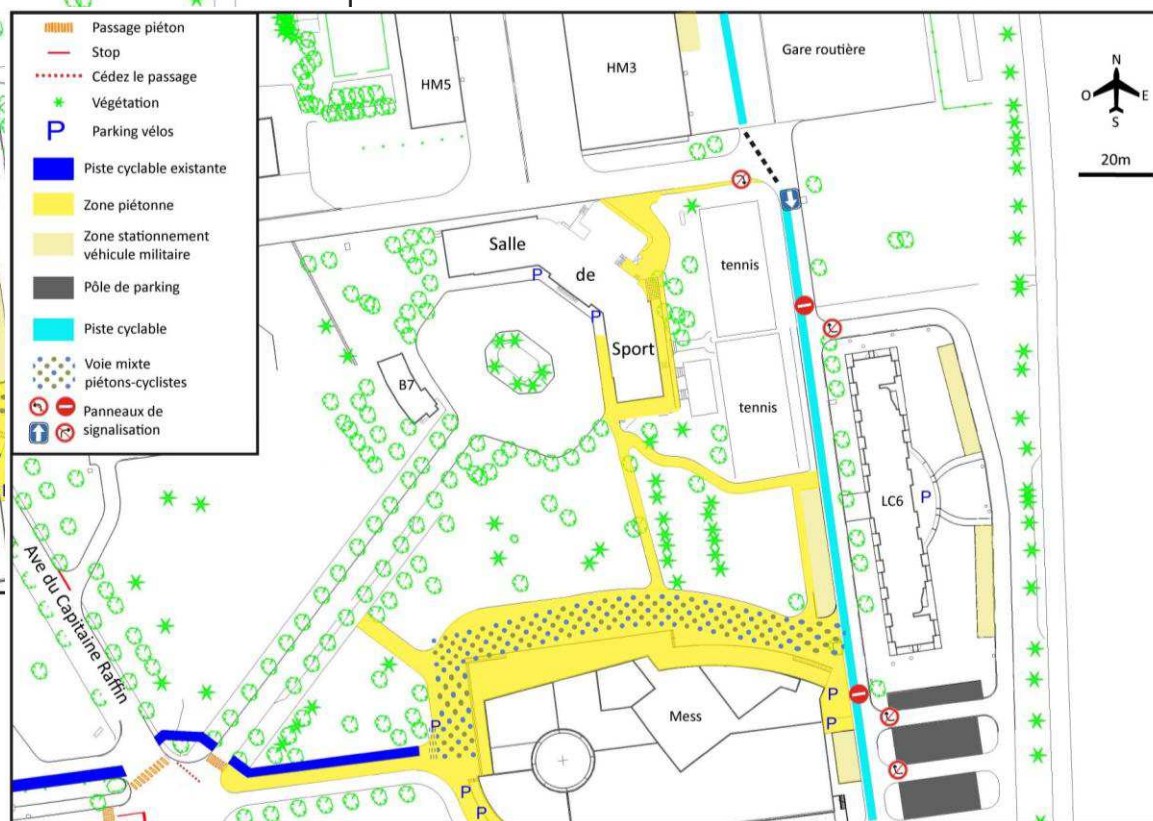 Passage piéton
Stop
Cédez le passage
Végétation
P
Parking vélos
Piste cyclable existante
Zone piétonne
Zone stationnement
véhicule militaire
Pôle de parking
Piste cyclable
Voie mixte
piétons-cyclistes
Panneaux de
signalisation
HM5
HM3
Gare routière
N
O
E
S
20m
Salle
de
Sport
P
P
tennis
tennis
B7
LC6
P
Ave du Capitaine Raffin
Mess
P
P
P
P
P